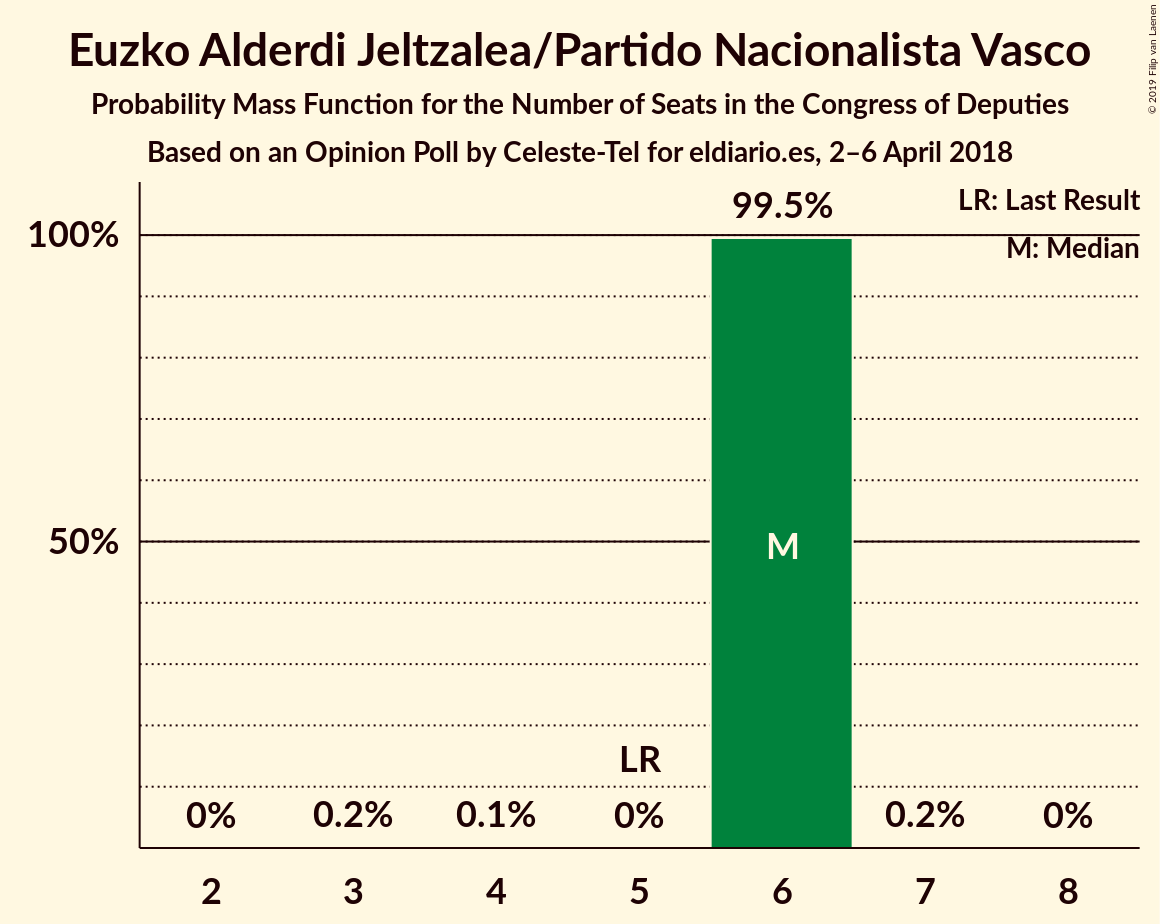 Euzko Alderdi Jeltzalea/Partido Nacionalista Vasco
Probability Mass Function for the Number of Seats in the Congress of Deputies
Based on an Opinion Poll by Celeste-Tel for eldiario.es, 2–6 April 2018
© 2019 Filip van Laenen
LR: Last Result
M: Median
99.5%
100%
50%
M
LR
0%
0.2%
0.1%
0%
0.2%
0%
2
3
4
5
6
7
8